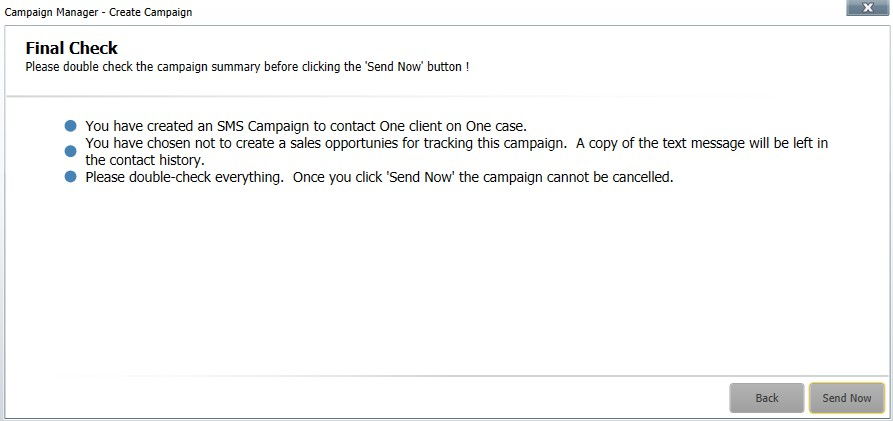 Campaign Manager - Create Campaign
X
Final Check
Please double check the campaign summary before clicking the 'Send Now' button !
You have created an SMS Campaign to contact One client on One case.
You have chosen not to create a sales opportunies for tracking this campaign.  A copy of the text message will be left in
the contact history.
Please double-check everything.  Once you click 'Send Now' the campaign cannot be cancelled.
Back
Send Now